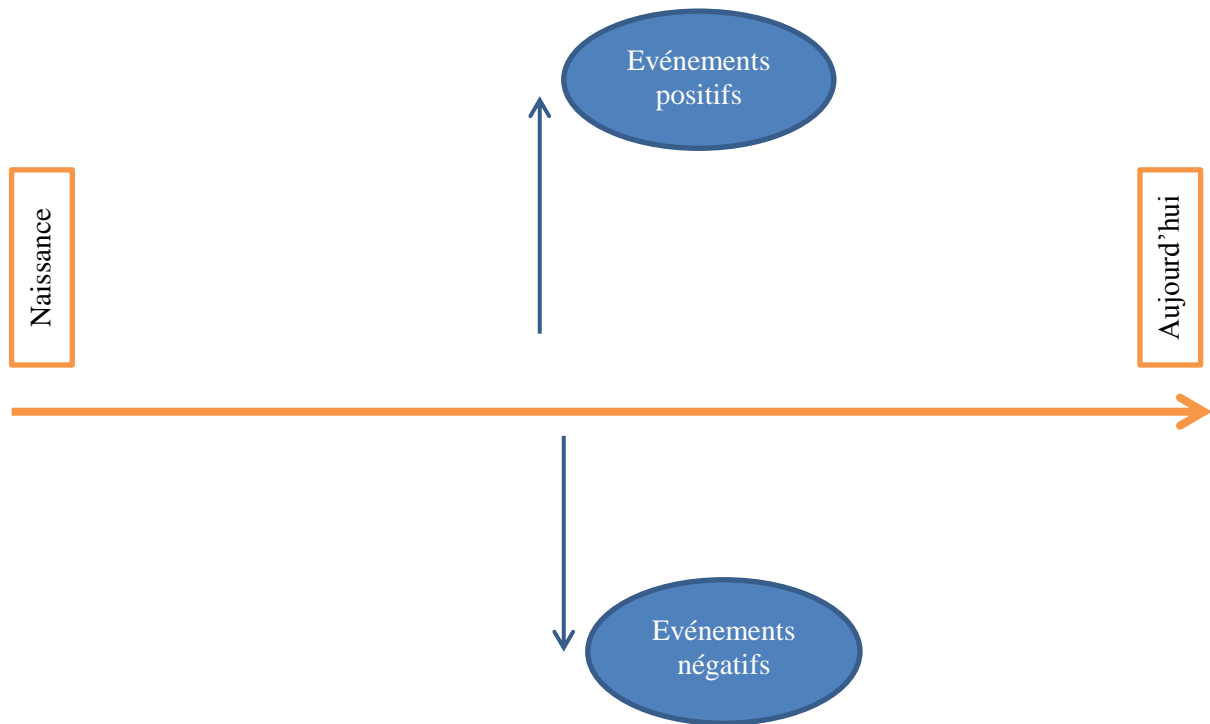 Evénements
positifs
Naissance
Aujourd’hui
Evénements
négatifs